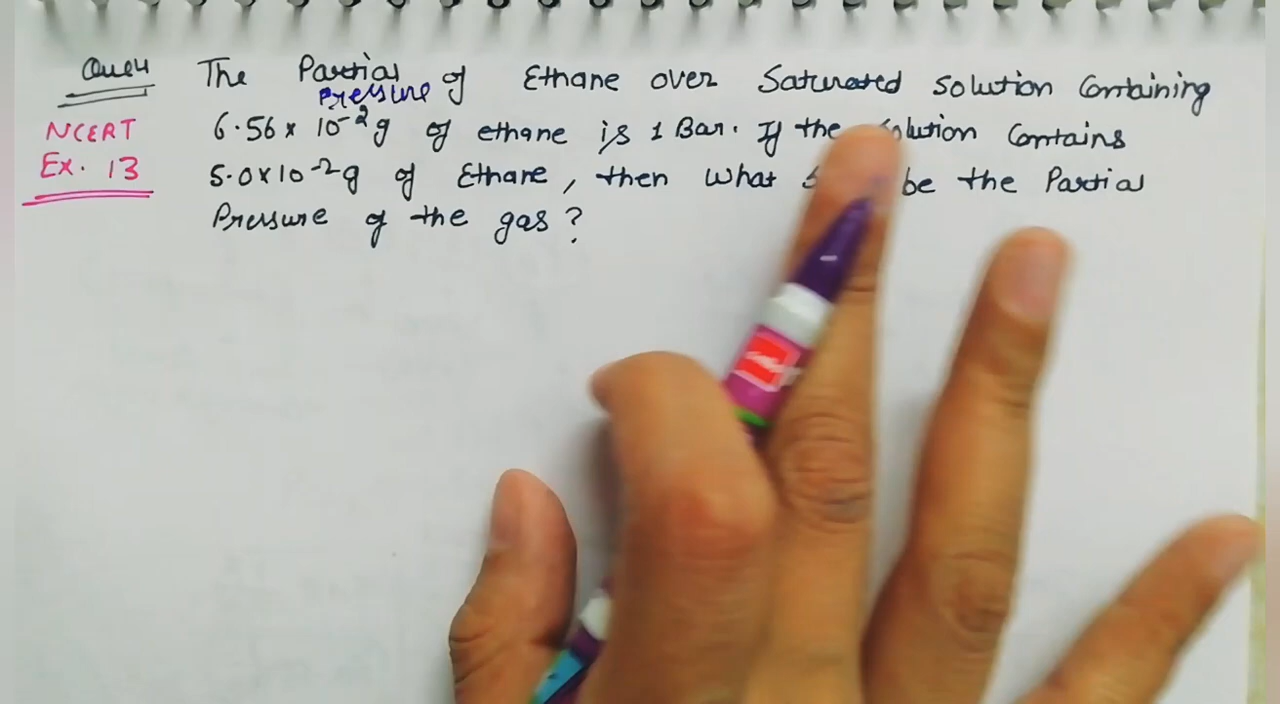 Ques The Partial of Ethane over Saturated Solution Containing
Pressure
NCERT 6.56 x 10-2g of ethane is 1 Bar. If the solution Contains
Ex. 13 5.0x10-2g of Ethane, then what be the Partial
Pressure of the gas?